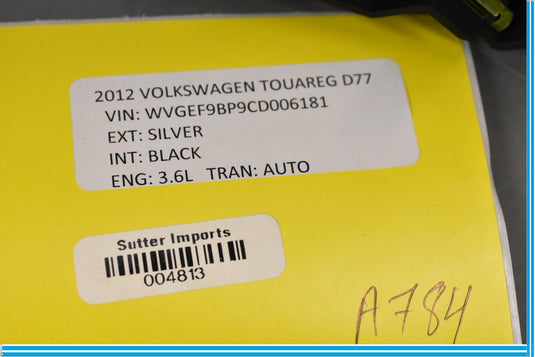 2012 VOLKSWAGEN TOUAREG D77
VIN: WVGEF9BP9CD006181
EXT: SILVER
INT: BLACK
ENG: 3.6L TRAN: AUTO
Sutter Imports
004813
A784